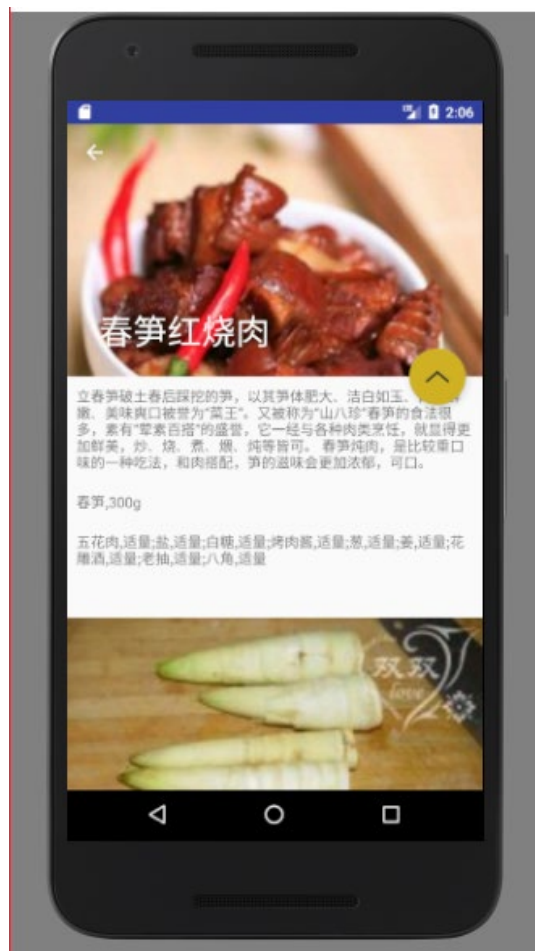 2:06
春笋红烧肉
立春笋破土春后踩挖的笋，以其笋体肥大、洁白如玉、
嫩、美味爽口被誉为“菜王”。又被称为“山八珍”春笋的食法很
多，素有“荤素百搭”的盛誉，它一经与各种肉类烹饪，就显得更
加鲜美，炒、烧、煮、煨、炖等皆可。 春笋炖肉，是比较重口
味的一种吃法，和肉搭配，笋的滋味会更加浓郁，可口。
春笋,300g
五花肉,适量;盐,适量;白糖,适量;烤肉酱,适量;葱,适量;姜,适量;花
雕酒,适量;老抽,适量;八角,适量
双双
love